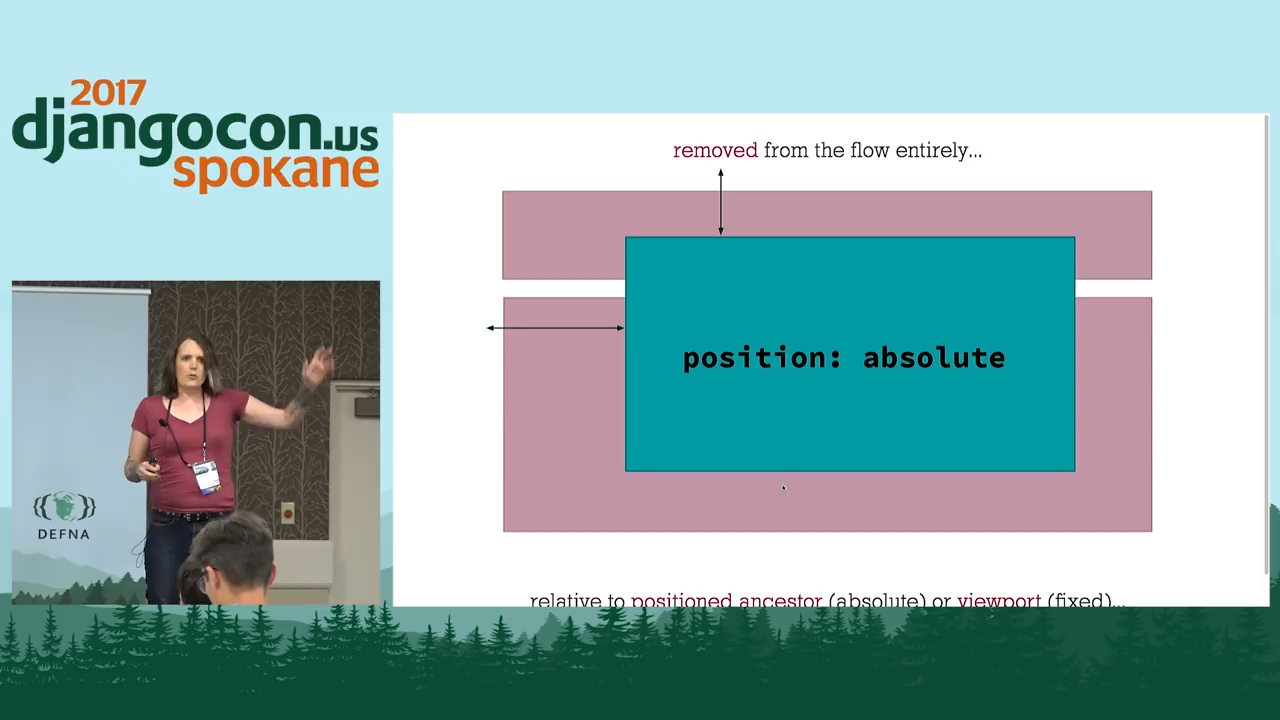 2017
djangocon.us
spokane
removed from the flow entirely...
position: absolute
DEFNA
relative to positioned ancestor (absolute) or viewport (fixed)...